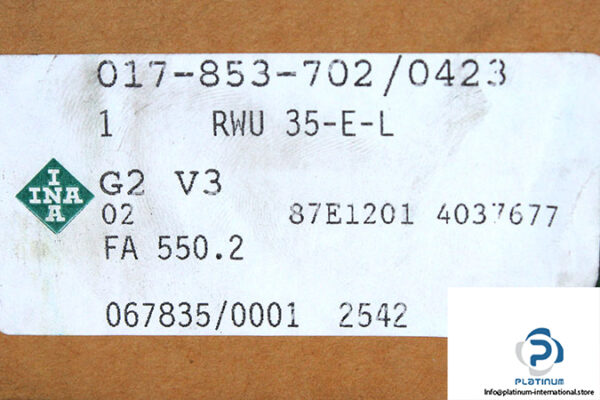 017-853-702/0423
1 RWU 35-E-L
INA
INA
G2 V3
02 87E1201 4037677
FA 550.2
067835/0001 2542
PLATINUM
Info@platinum-international.store